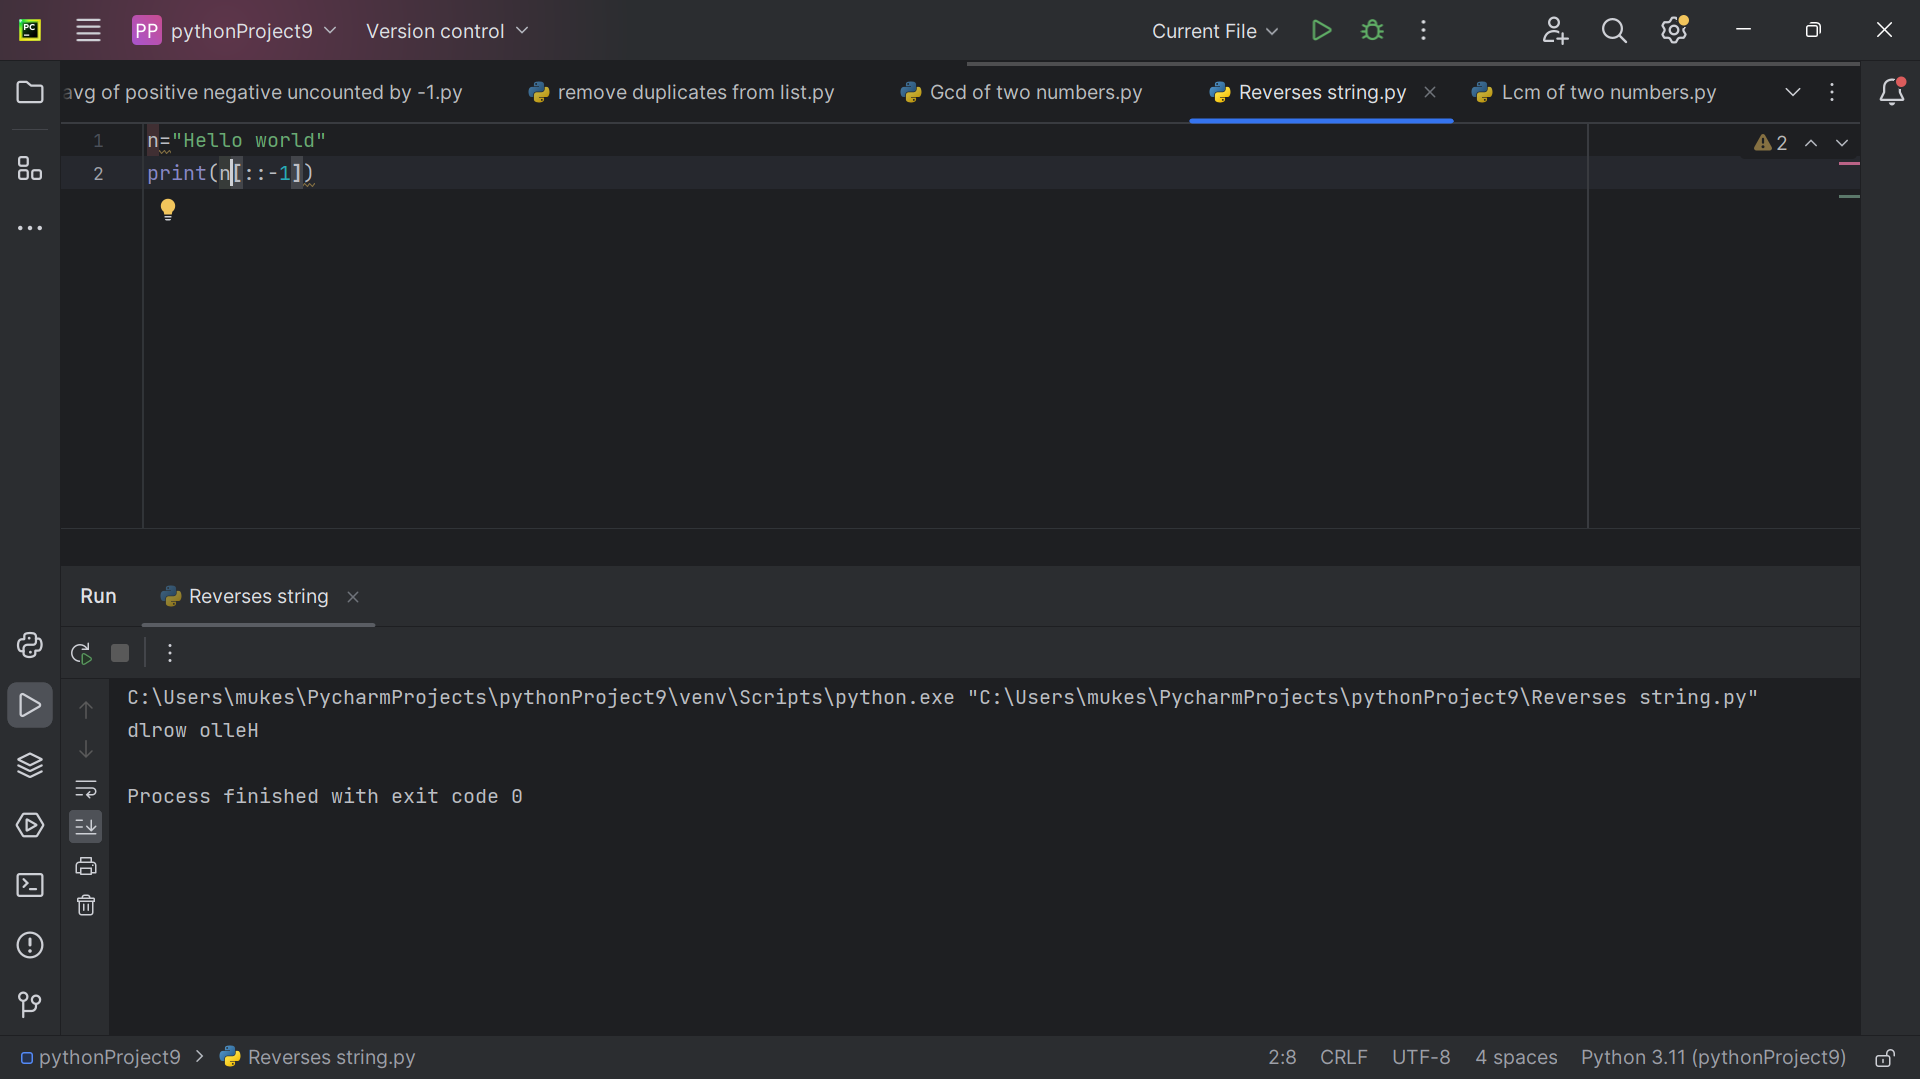 PC
PP pythonProject9 Version control Current File
avg of positive negative uncounted by -1.py remove duplicates from list.py Gcd of two numbers.py Reverses string.py Lcm of two numbers.py
1 n="Hello world" 2
2 print(n[::-1])
Run Reverses string
C:\Users\mukes\PycharmProjects\pythonProject9\venv\Scripts\python.exe "C:\Users\mukes\PycharmProjects\pythonProject9\Reverses string.py"
dlrow olleH
Process finished with exit code 0
pythonProject9 > Reverses string.py 2:8 CRLF UTF-8 4 spaces Python 3.11 (pythonProject9)